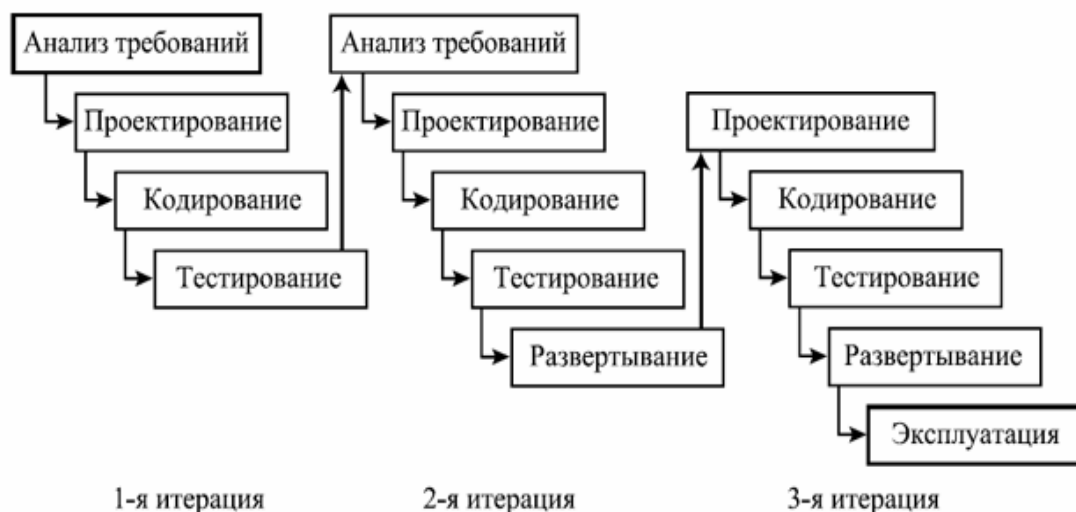 Анализ требований
Проектирование
Кодирование
Тестирование
Анализ требований
Проектирование
Кодирование
Тестирование
Развертывание
Проектирование
Кодирование
Тестирование
Развертывание
Эксплуатация
1-я итерация
2-я итерация
3-я итерация